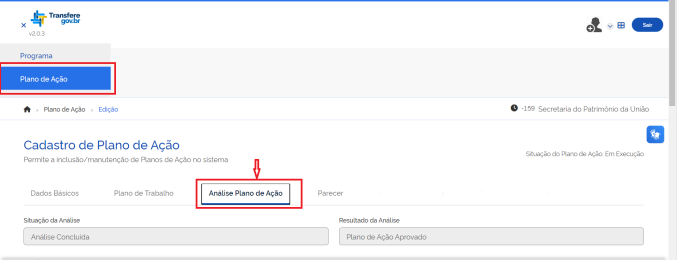 Transfere
gov.br
v2.0.3
Sair
Programa
Plano de Ação
Plano de Ação
Edição
-159 Secretaria do Patrimônio da União
Cadastro de Plano de Ação
Permite a inclusão/manutenção de Planos de Ação no sistema
Situação do Plano de Ação: Em Execução
Dados Básicos
Plano de Trabalho
Análise Plano de Ação
Parecer
Situação da Análise
Resultado da Análise
Análise Concluída
Plano de Ação Aprovado